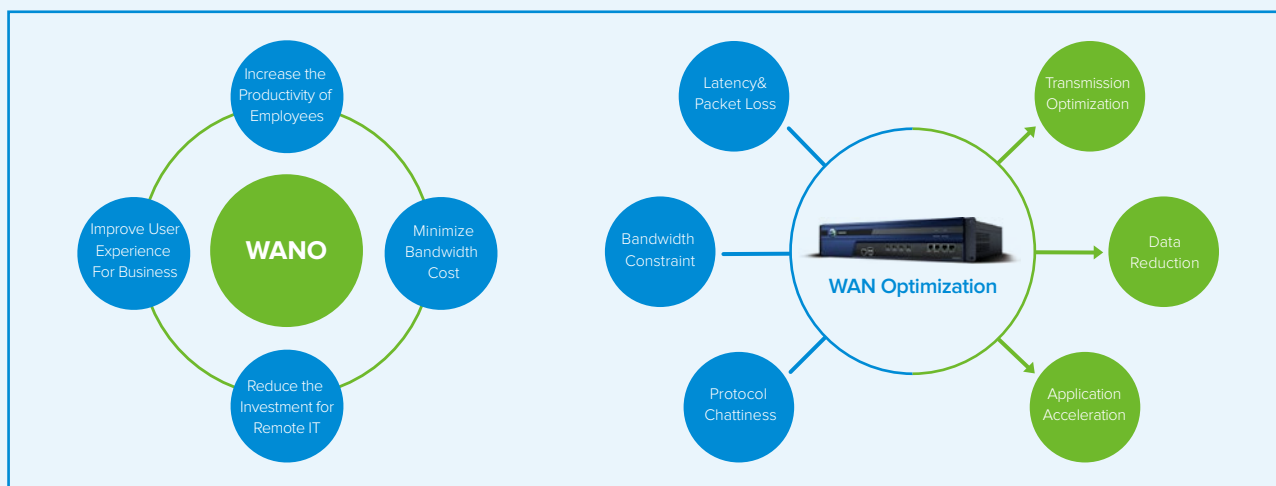 Increase the
Productivity of
Employees
Improve User
Experience
For Business
WANO
Minimize
Bandwidth
Cost
Reduce the
Investment for
Remote IT
Latency&
Packet Loss
Bandwidth
Constraint
Protocol
Chattiness
WAN Optimization
Transmission
Optimization
Data
Reduction
Application
Acceleration